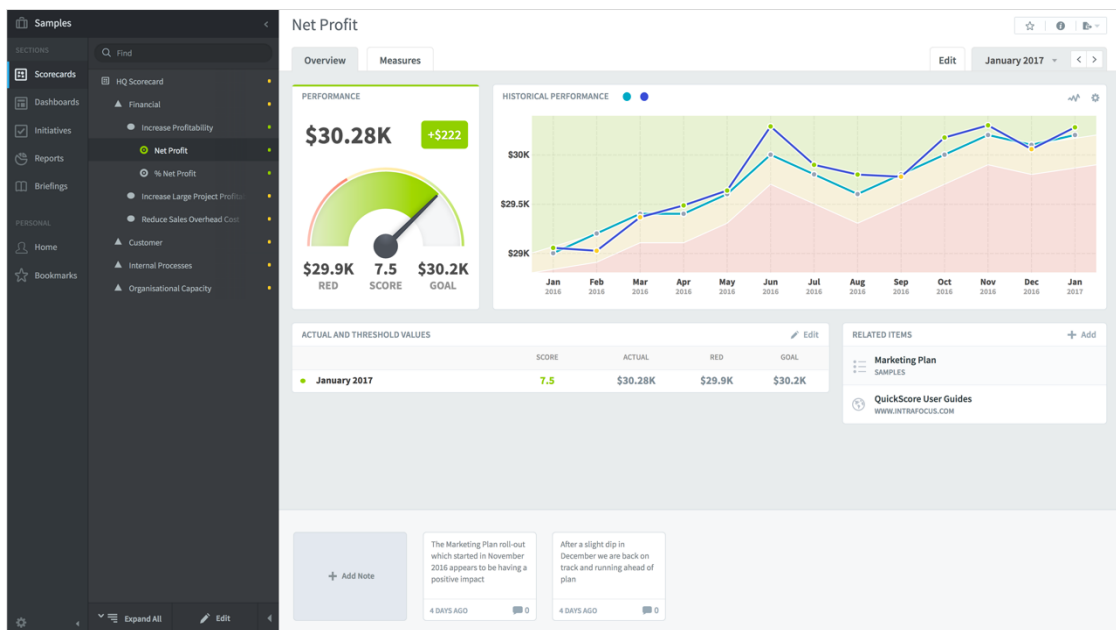 Samples
SECTIONS
Scorecards
Dashboards
Initiatives
Reports
Briefings
PERSONAL
Home
Bookmarks
Find
HQ Scorecard
Financial
Increase Profitability
Net Profit
% Net Profit
Increase Large Project Profita
Reduce Sales Overhead Cost
Customer
Internal Processes
Organisational Capacity
Expand All
Edit
Net Profit
Overview
Measures
Edit
January 2017
PERFORMANCE
$30.28K
+$222
$29.9K 7.5 $30.2K
RED SCORE GOAL
HISTORICAL PERFORMANCE
$30K
$29.5K
$29K
Jan Feb Mar Apr May Jun Jul Aug Sep Oct Nov Dec Jan
2016 2016 2016 2016 2016 2016 2016 2016 2016 2016 2016 2016 2017
ACTUAL AND THRESHOLD VALUES Edit
SCORE ACTUAL RED GOAL
January 2017 7.5 $30.28K $29.9K $30.2K
RELATED ITEMS + Add
Marketing Plan
SAMPLES
QuickScore User Guides
WWW.INTRAFOCUS.COM
+ Add Note
The Marketing Plan roll-out
which started in November
2016 appears to be having a
positive impact
4 DAYS AGO 0
After a slight dip in
December we are back on
track and running ahead of
plan
4 DAYS AGO 0